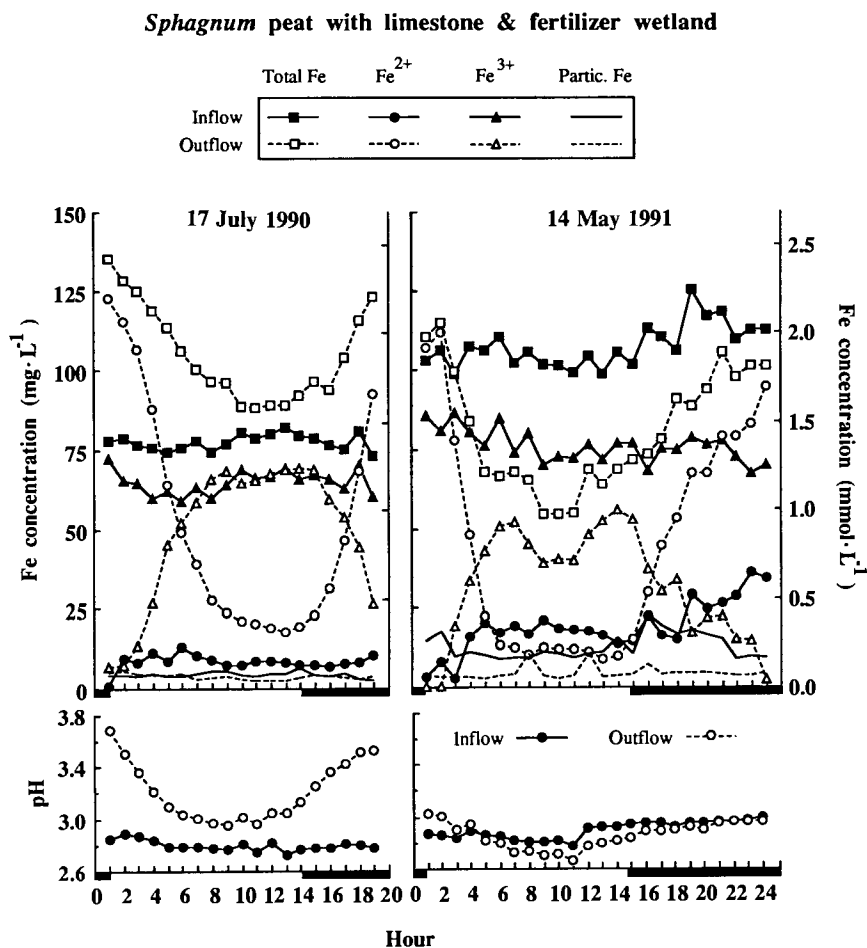 Sphagnum peat with limestone & fertilizer wetland
Total Fe Fe2+ Fe3+ Partic. Fe
Inflow
Outflow
17 July 1990
14 May 1991
150
125
100
75
50
25
0
Fe concentration (mg·L-1)
2.5
2.0
1.5
1.0
0.5
0.0
Fe concentration (mmol·L-1)
3.8
3.4
3.0
2.6
pH
Inflow Outflow
0 2 4 6 8 10 12 14 16 18 20
0 2 4 6 8 10 12 14 16 18 20 22 24
Hour